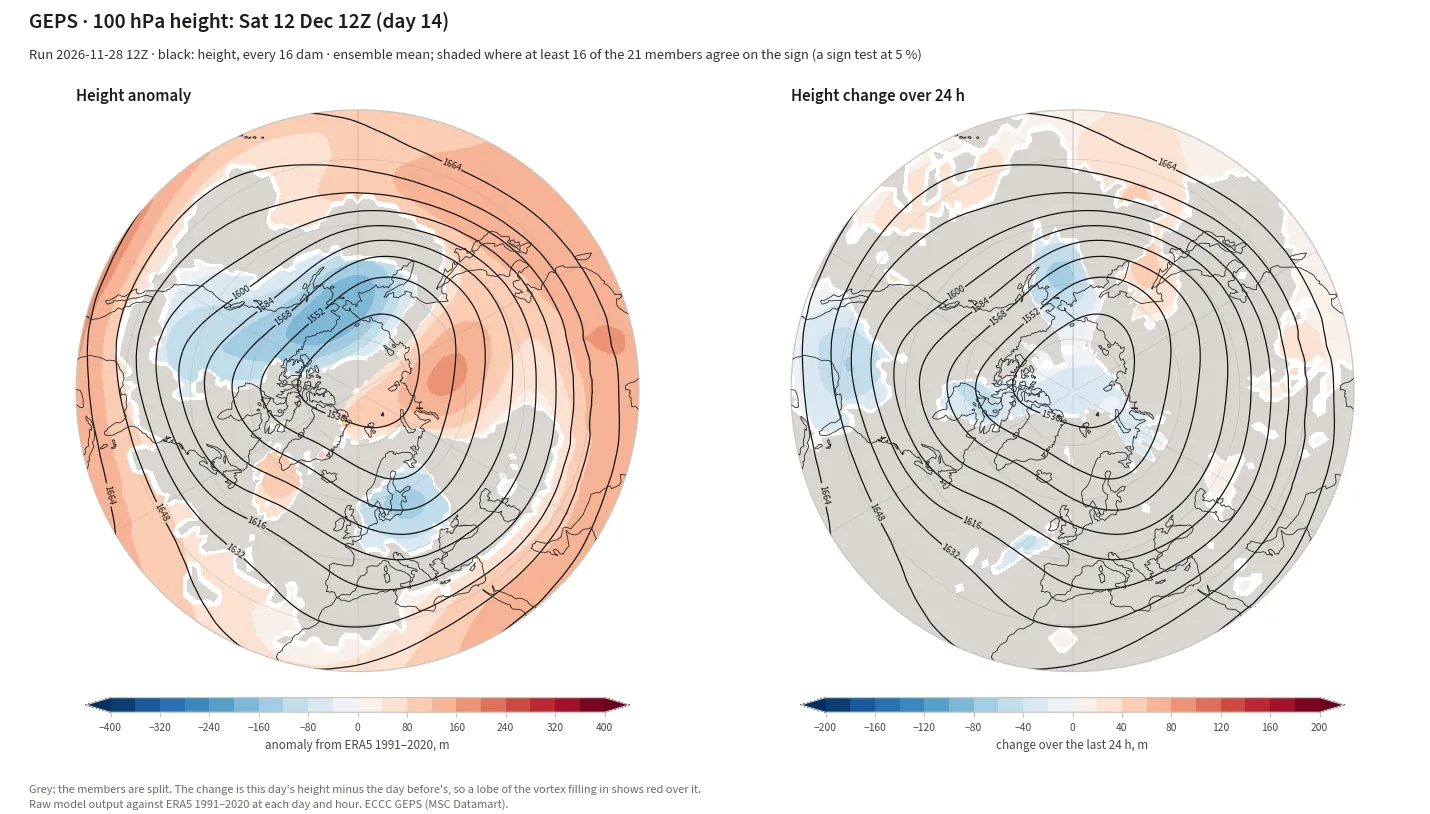 GEPS · 100 hPa height: Sat 12 Dec 12Z (day 14)
Run 2026-11-28 12Z · black: height, every 16 dam · ensemble mean; shaded where at least 16 of the 21 members agree on the sign (a sign test at 5 %)
Height anomaly
Height change over 24 h
1664
1600
1584
1568
1552
1536
1664
1648
1616
1632
1664
1600
1584
1568
1552
1536
1664
1648
1616
1632
−400 −320 −240 −160 −80 0 80 160 240 320 400
anomaly from ERA5 1991–2020, m
−200 −160 −120 −80 −40 0 40 80 120 160 200
change over the last 24 h, m
Grey: the members are split. The change is this day's height minus the day before's, so a lobe of the vortex filling in shows red over it.
Raw model output against ERA5 1991–2020 at each day and hour. ECCC GEPS (MSC Datamart).